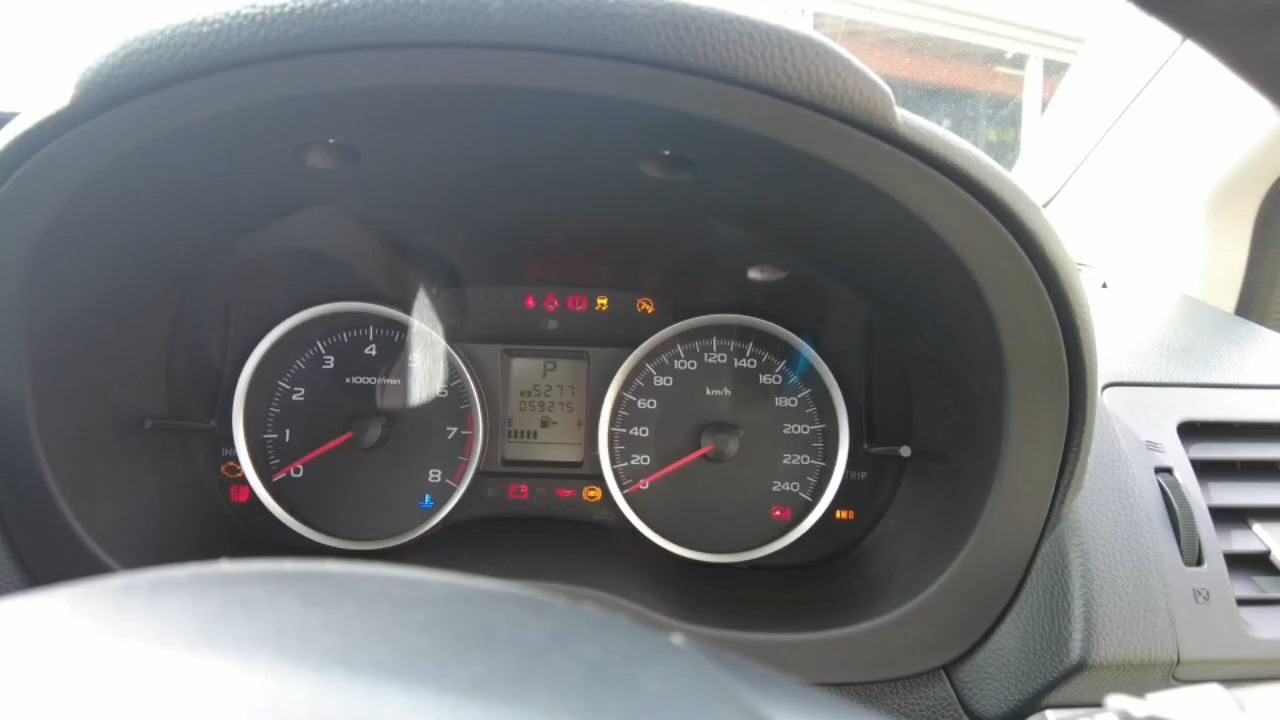 P
5277
059275
E F
x1000r/min
0 1 2 3 4 5 6 7 8
km/h
0 20 40 60 80 100 120 140 160 180 200 220 240
TRIP
AWD